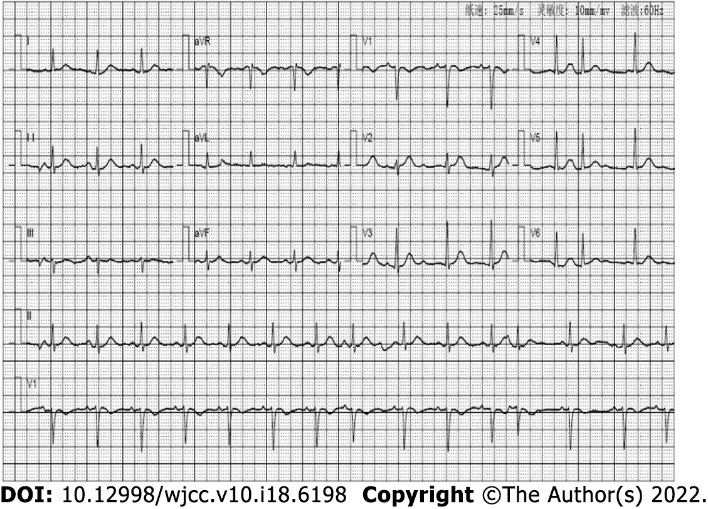 纸速: 25mm/s 灵敏度: 10mm/mv 滤波:60Hz
I aVR V1 V4
II aVL V2 V5
III aVF V3 V6
II
V1
DOI: 10.12998/wjcc.v10.i18.6198 Copyright ©The Author(s) 2022.